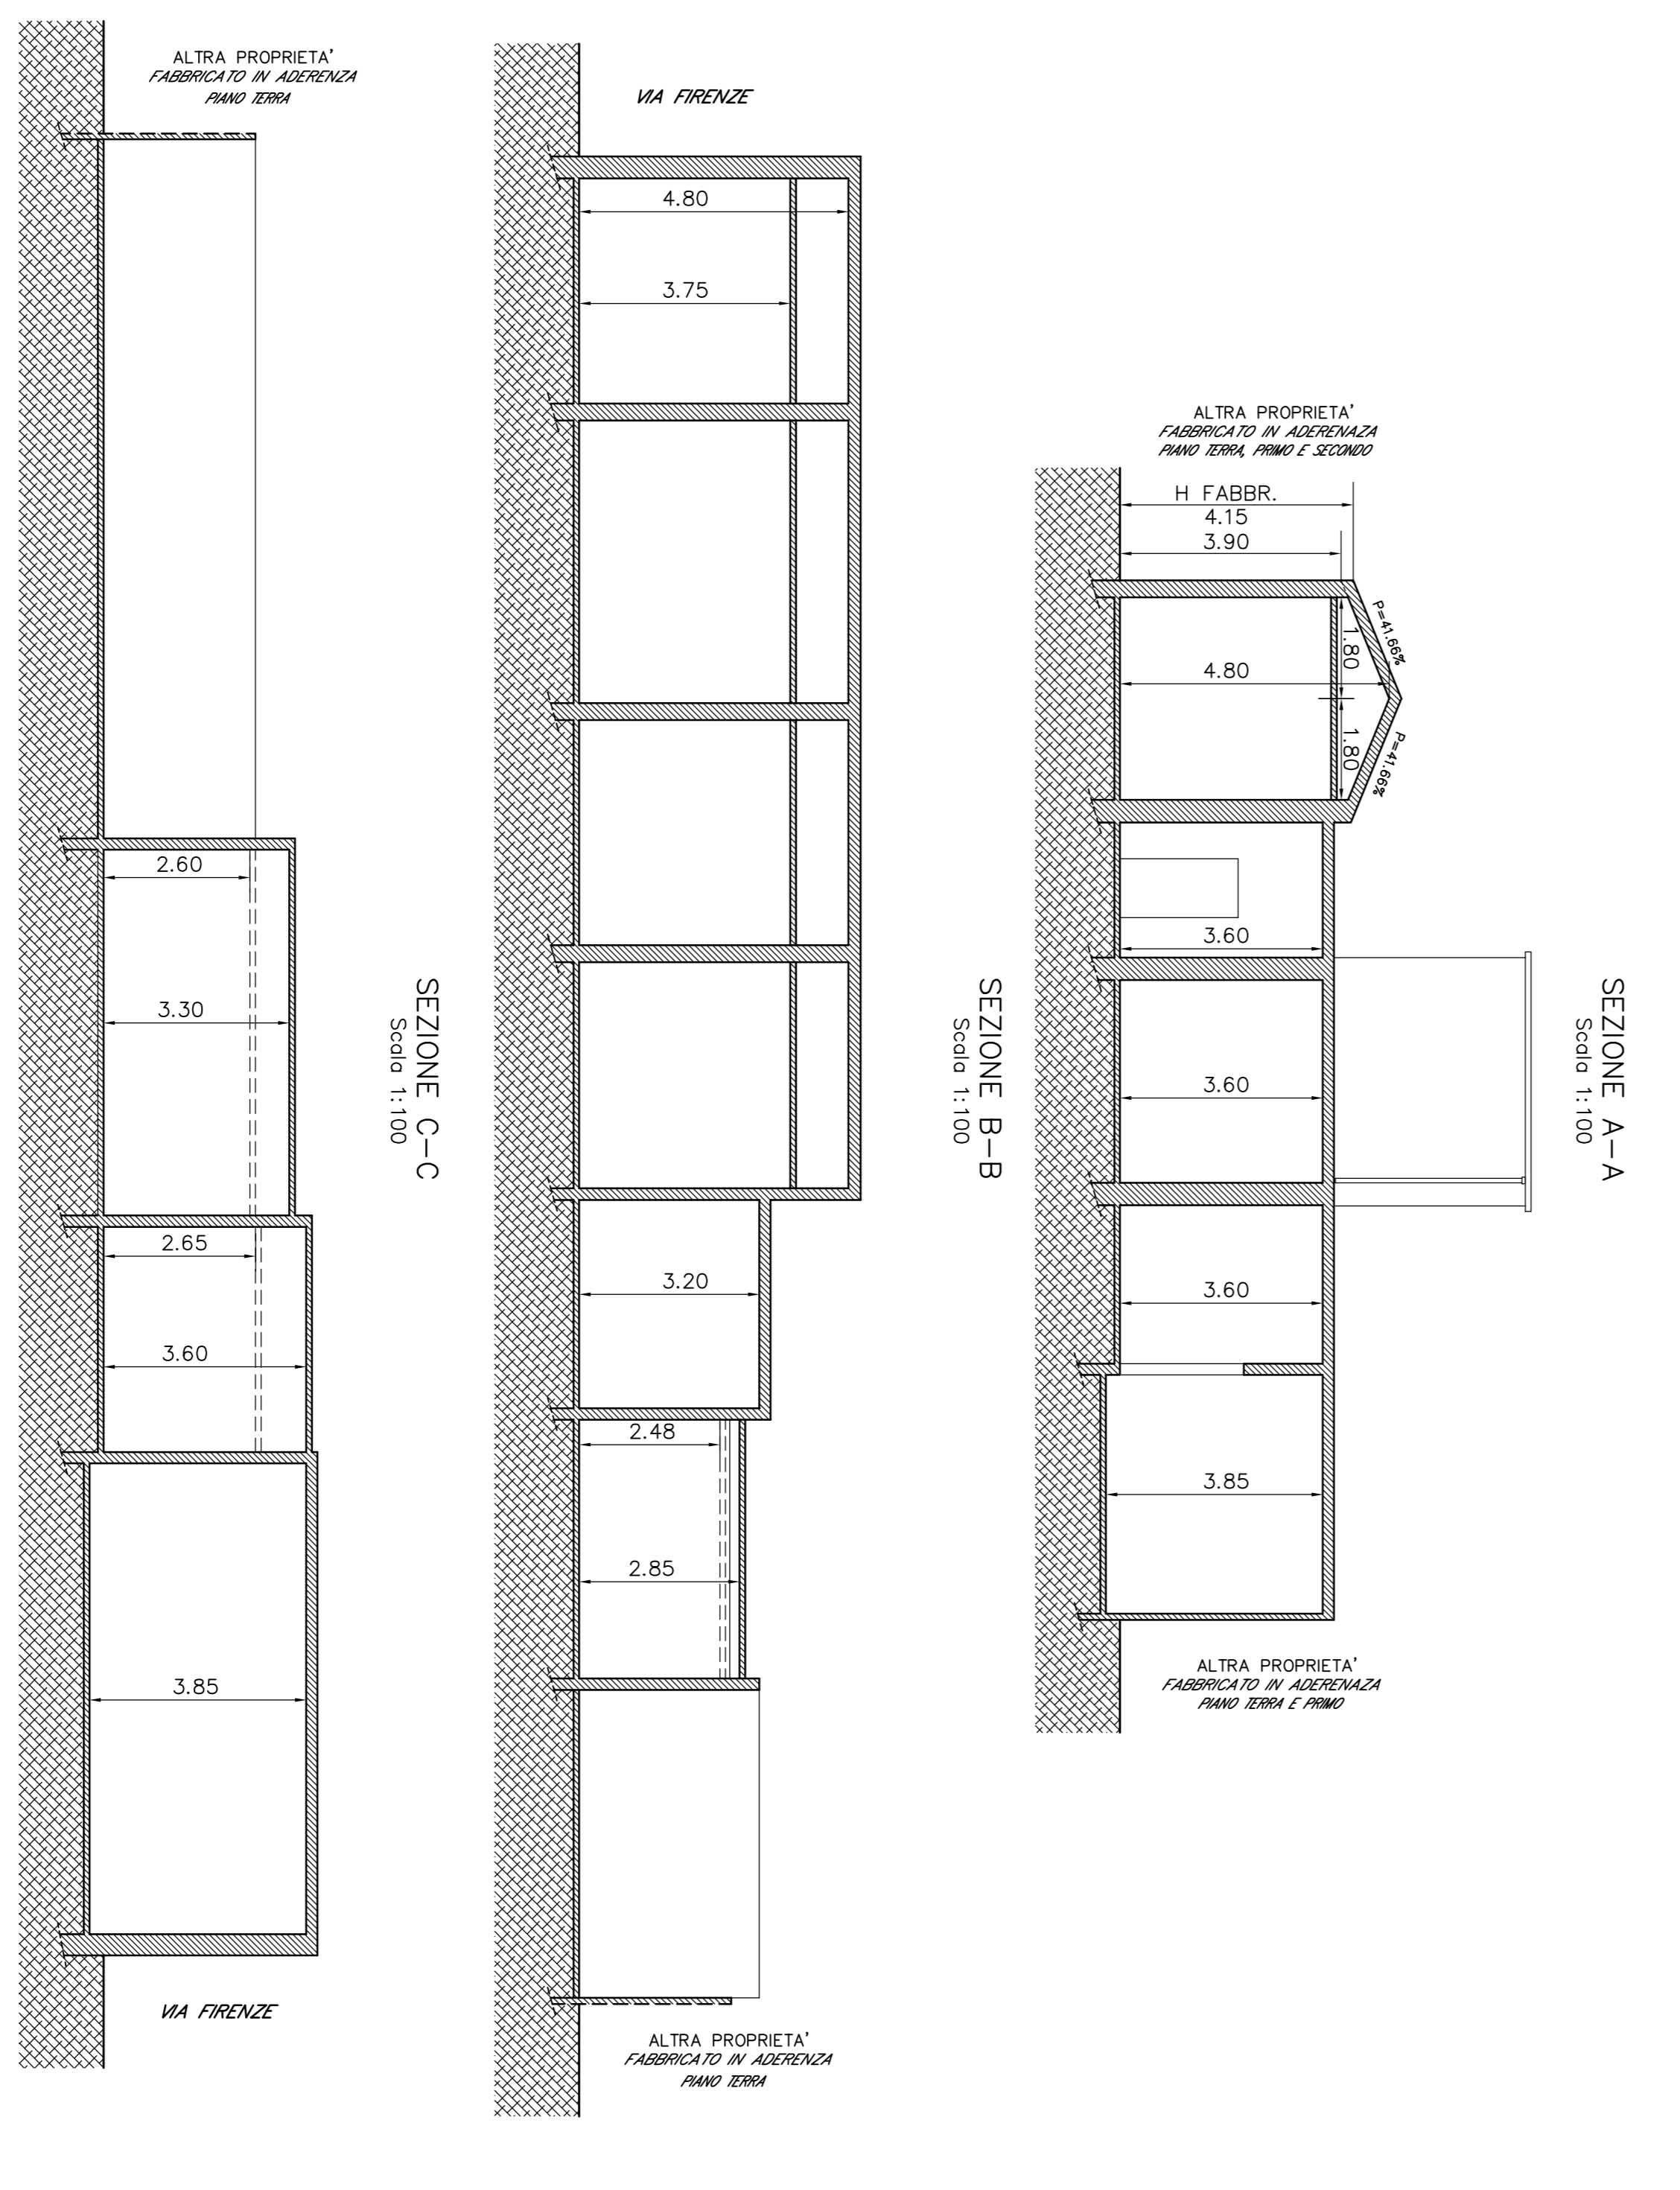 SEZIONE A-A
Scala 1:100
ALTRA PROPRIETA'
FABBRICATO IN ADERENAZA
PIANO TERRA, PRIMO E SECONDO
H FABBR.
4.15
3.90
P=41.66%
1.80
4.80
1.80
P=41.66%
3.60
3.60
3.60
3.85
ALTRA PROPRIETA'
FABBRICATO IN ADERENAZA
PIANO TERRA E PRIMO
SEZIONE B-B
Scala 1:100
VIA FIRENZE
4.80
3.75
3.20
2.48
2.85
ALTRA PROPRIETA'
FABBRICATO IN ADERENZA
PIANO TERRA
SEZIONE C-C
Scala 1:100
ALTRA PROPRIETA'
FABBRICATO IN ADERENZA
PIANO TERRA
2.60
3.30
2.65
3.60
3.85
VIA FIRENZE